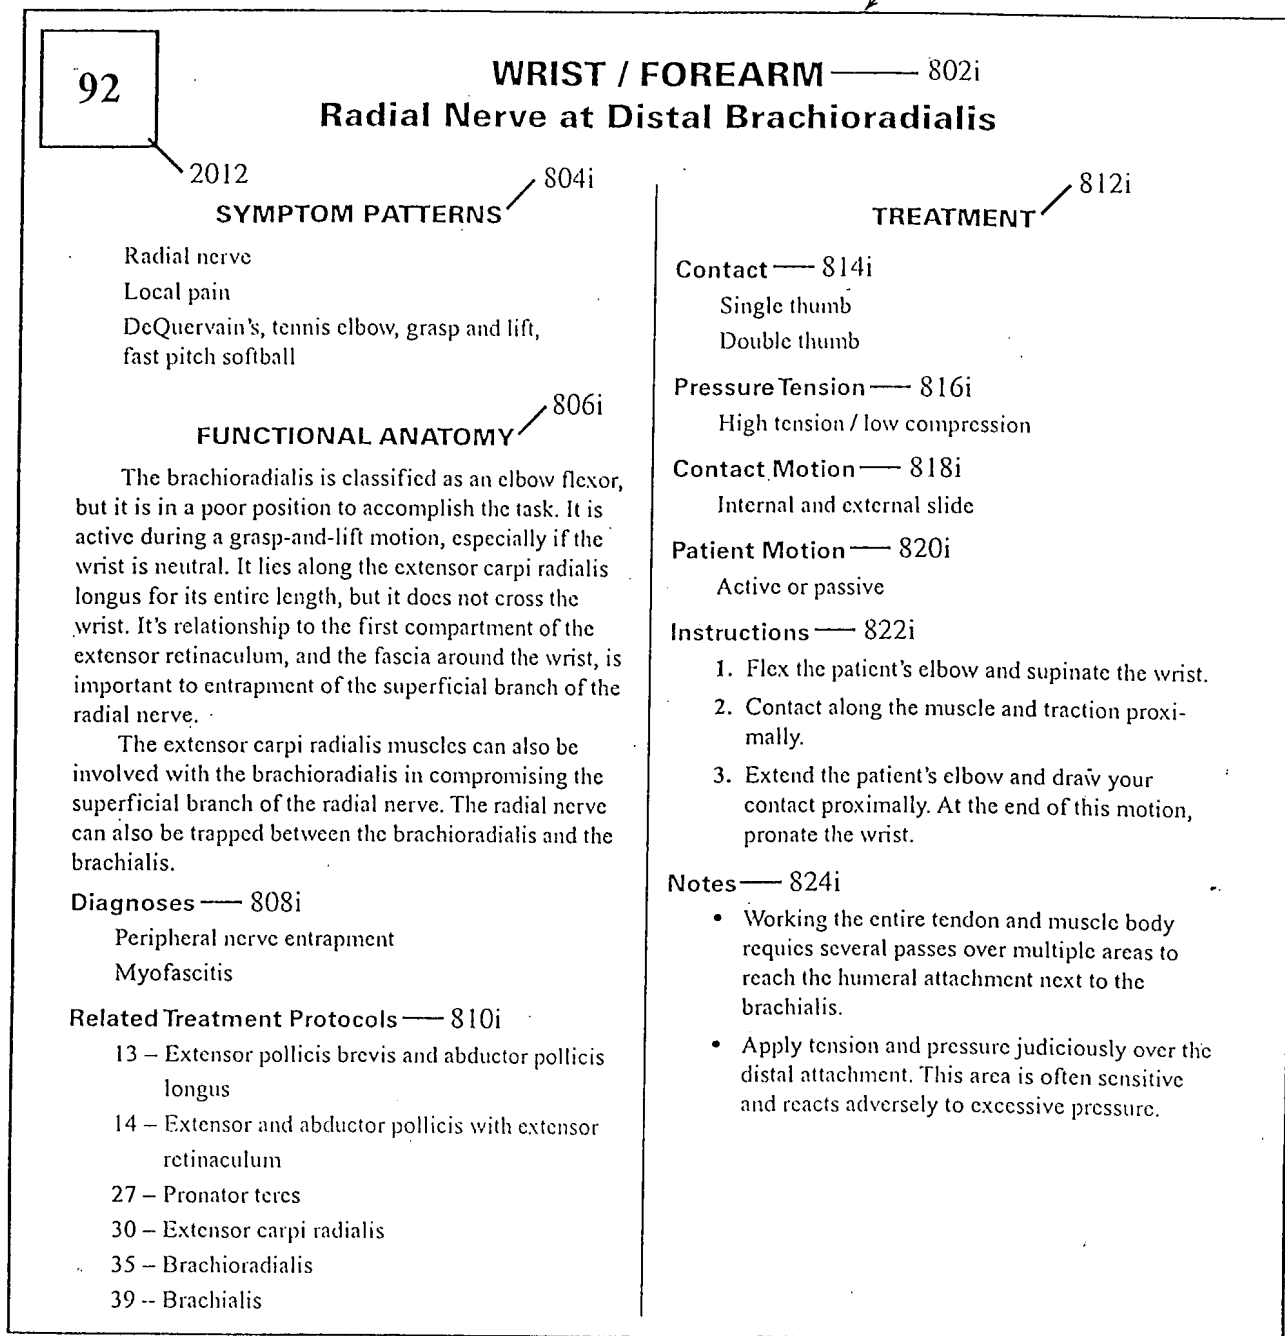 92
WRIST / FOREARM — 802i
Radial Nerve at Distal Brachioradialis
2012
804i
SYMPTOM PATTERNS
Radial nerve
Local pain
DeQuervain's, tennis elbow, grasp and lift,
fast pitch softball
806i
FUNCTIONAL ANATOMY
The brachioradialis is classified as an elbow flexor,
but it is in a poor position to accomplish the task. It is
active during a grasp-and-lift motion, especially if the
wrist is neutral. It lies along the extensor carpi radialis
longus for its entire length, but it does not cross the
wrist. It's relationship to the first compartment of the
extensor retinaculum, and the fascia around the wrist, is
important to entrapment of the superficial branch of the
radial nerve.
The extensor carpi radialis muscles can also be
involved with the brachioradialis in compromising the
superficial branch of the radial nerve. The radial nerve
can also be trapped between the brachioradialis and the
brachialis.
Diagnoses — 808i
Peripheral nerve entrapment
Myofascitis
Related Treatment Protocols — 810i
13 – Extensor pollicis brevis and abductor pollicis
longus
14 – Extensor and abductor pollicis with extensor
retinaculum
27 – Pronator teres
30 – Extensor carpi radialis
35 – Brachioradialis
39 -- Brachialis
812i
TREATMENT
Contact — 814i
Single thumb
Double thumb
Pressure Tension — 816i
High tension / low compression
Contact Motion — 818i
Internal and external slide
Patient Motion — 820i
Active or passive
Instructions — 822i
1. Flex the patient's elbow and supinate the wrist.
2. Contact along the muscle and traction proxi-
mally.
3. Extend the patient's elbow and draw your
contact proximally. At the end of this motion,
pronate the wrist.
Notes — 824i
• Working the entire tendon and muscle body
requies several passes over multiple areas to
reach the humeral attachment next to the
brachialis.
• Apply tension and pressure judiciously over the
distal attachment. This area is often sensitive
and reacts adversely to excessive pressure.